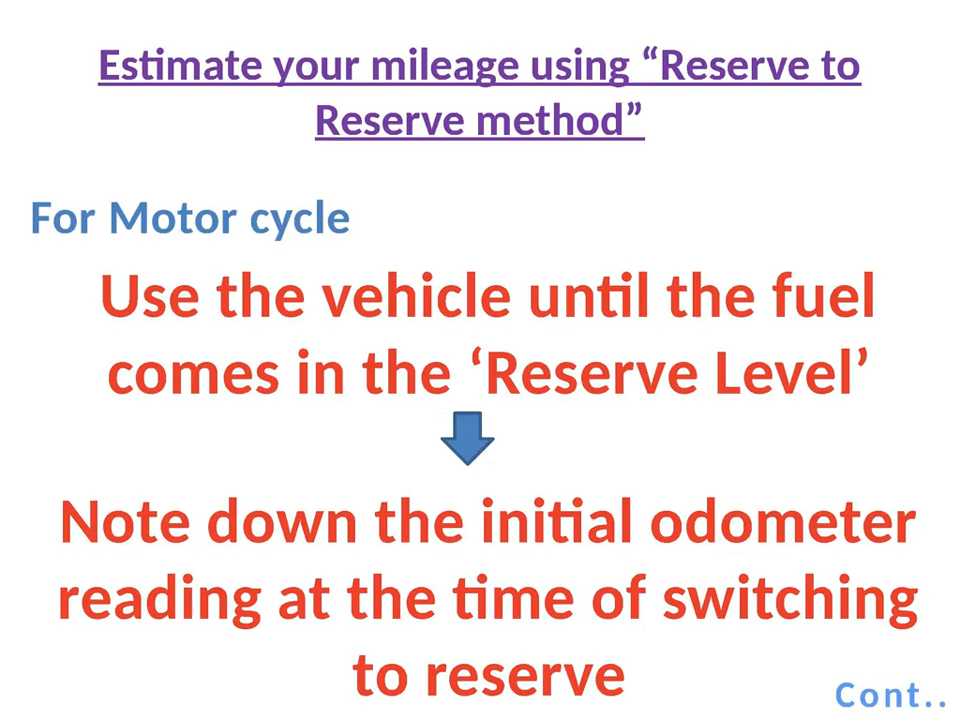 Estimate your mileage using “Reserve to
Reserve method”
For Motor cycle
Use the vehicle until the fuel
comes in the ‘Reserve Level’
Note down the initial odometer
reading at the time of switching
to reserve
Cont..